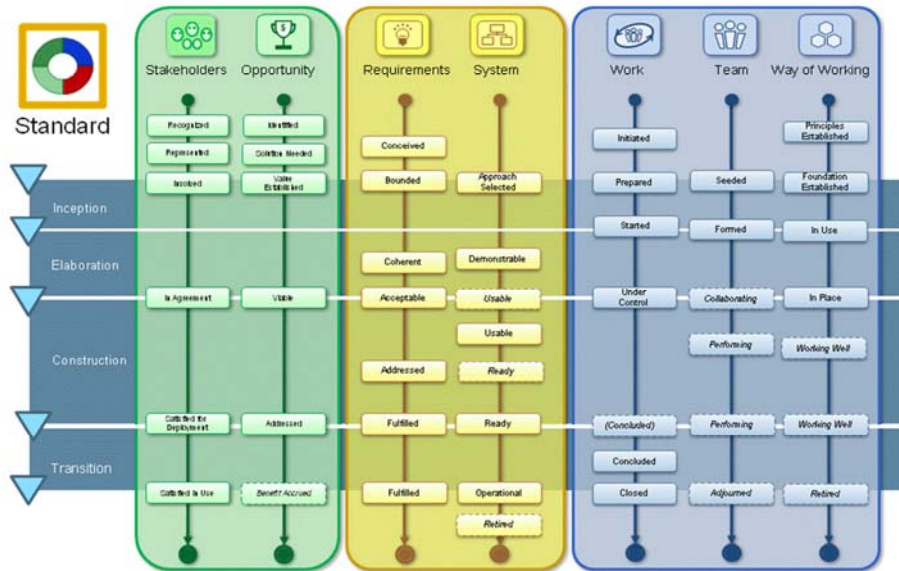 Stakeholders Opportunity Requirements System Work Team Way of Working
Standard
Recognized Identified Principles
Established
Conceived Initiated
Represented Solution Needed
Involved Value
Established Bounded Approach
Selected Prepared Seeded Foundation
Established
Inception
Started Formed In Use
Elaboration Coherent Demonstrable
In Agreement Viable Acceptable Usable Under
Control Collaborating In Place
Usable
Performing Working Well
Construction
Addressed Ready
Satisfied for
Deployment Addressed Fulfilled Ready (Concluded) Performing Working Well
Transition Concluded
Satisfied in Use Benefit Accrued Fulfilled Operational Closed Adjourned Retired
Retired